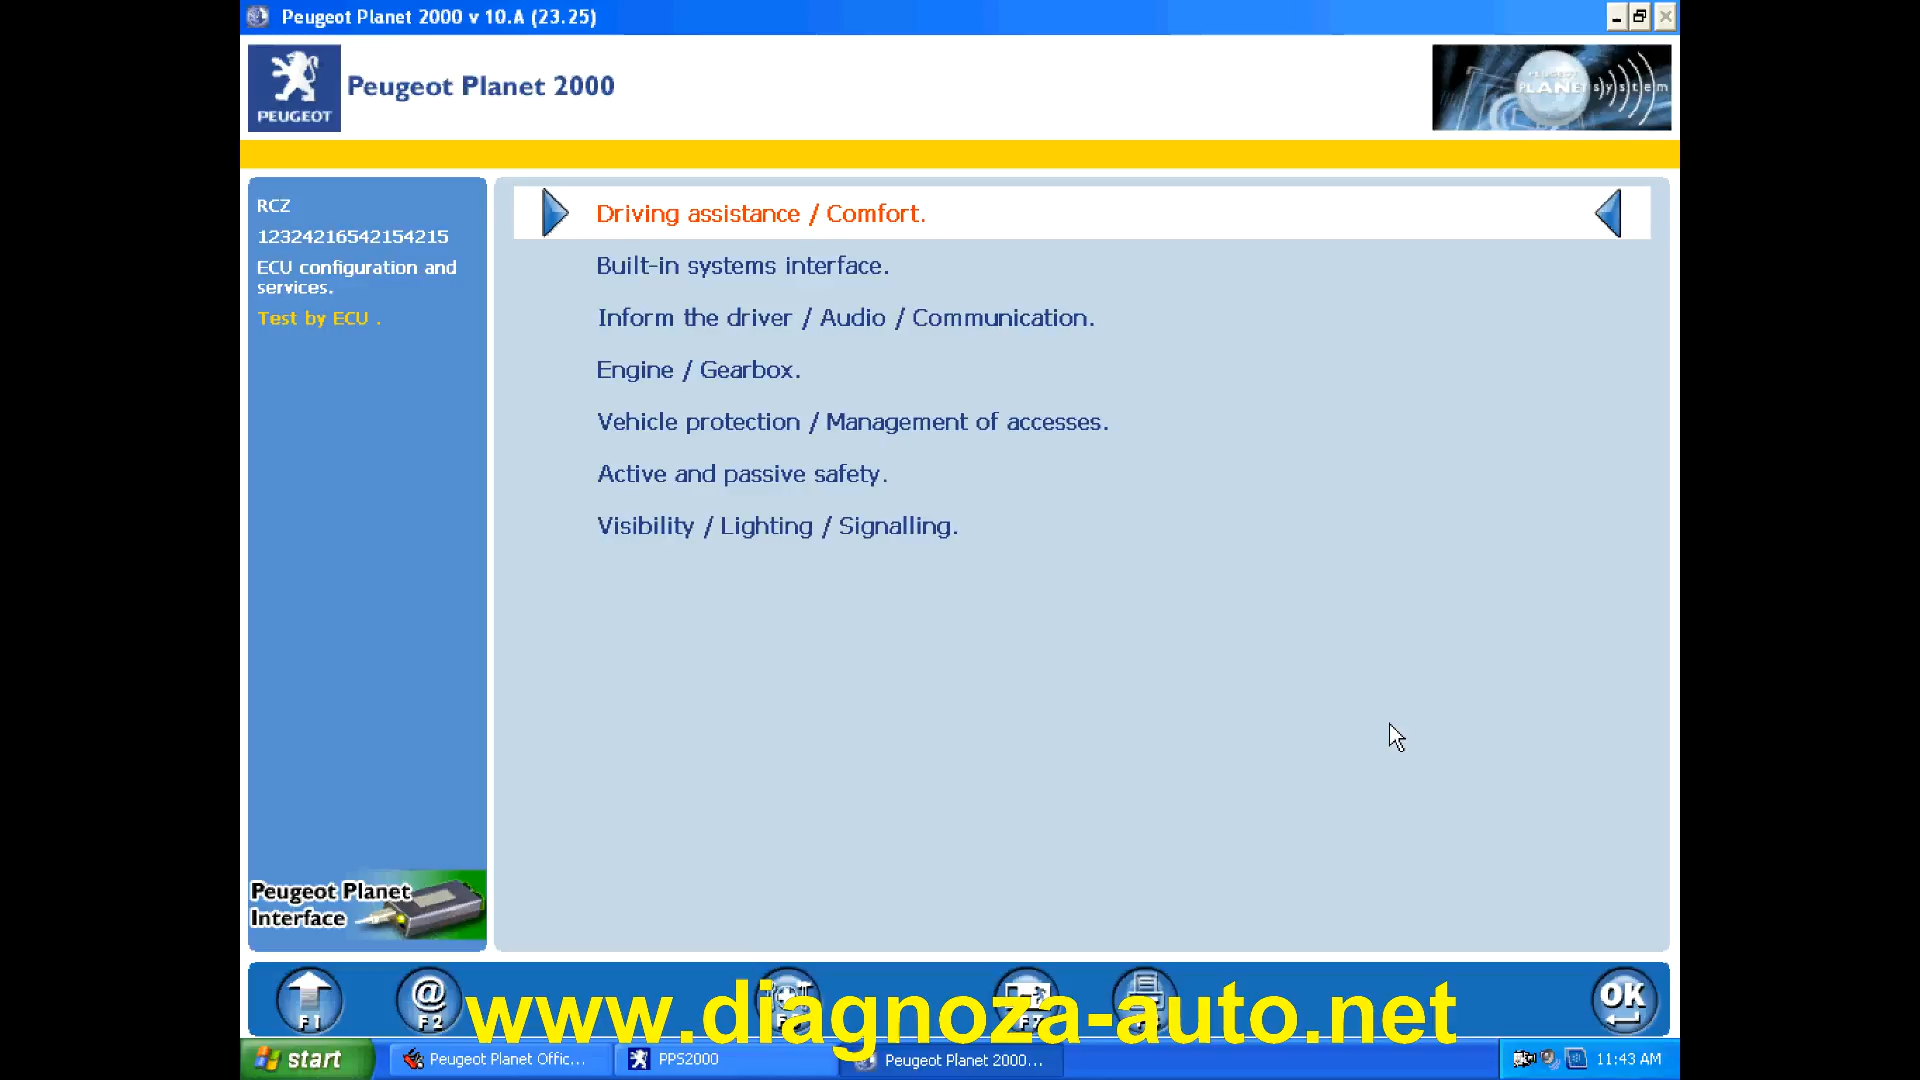 Peugeot Planet 2000 v 10.A (23.25)
PEUGEOT
Peugeot Planet 2000
PEUGEOT
PLANET system
RCZ
12324216542154215
ECU configuration and
services.
Test by ECU .
Driving assistance / Comfort.
Built-in systems interface.
Inform the driver / Audio / Communication.
Engine / Gearbox.
Vehicle protection / Management of accesses.
Active and passive safety.
Visibility / Lighting / Signalling.
Peugeot Planet
Interface
F1
@
F2
OK
www.diagnoza-auto.net
start
Peugeot Planet Offic...
PPS2000
Peugeot Planet 2000...
11:43 AM